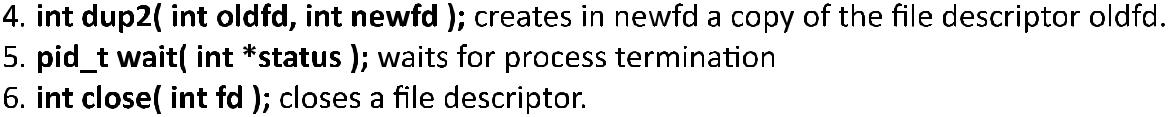 4. int dup2( int oldfd, int newfd ); creates in newfd a copy of the file descriptor oldfd.
5. pid_t wait( int *status ); waits for process termination
6. int close( int fd ); closes a file descriptor.